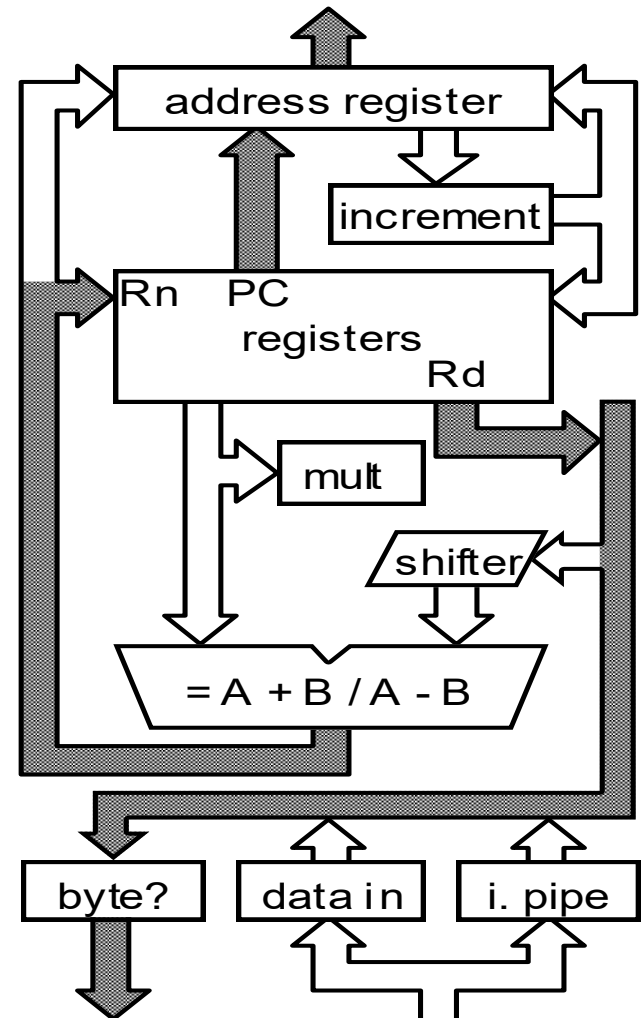 address register
increment
Rn PC
registers
Rd
mult
shifter
= A + B / A - B
byte?
data in
i. pipe